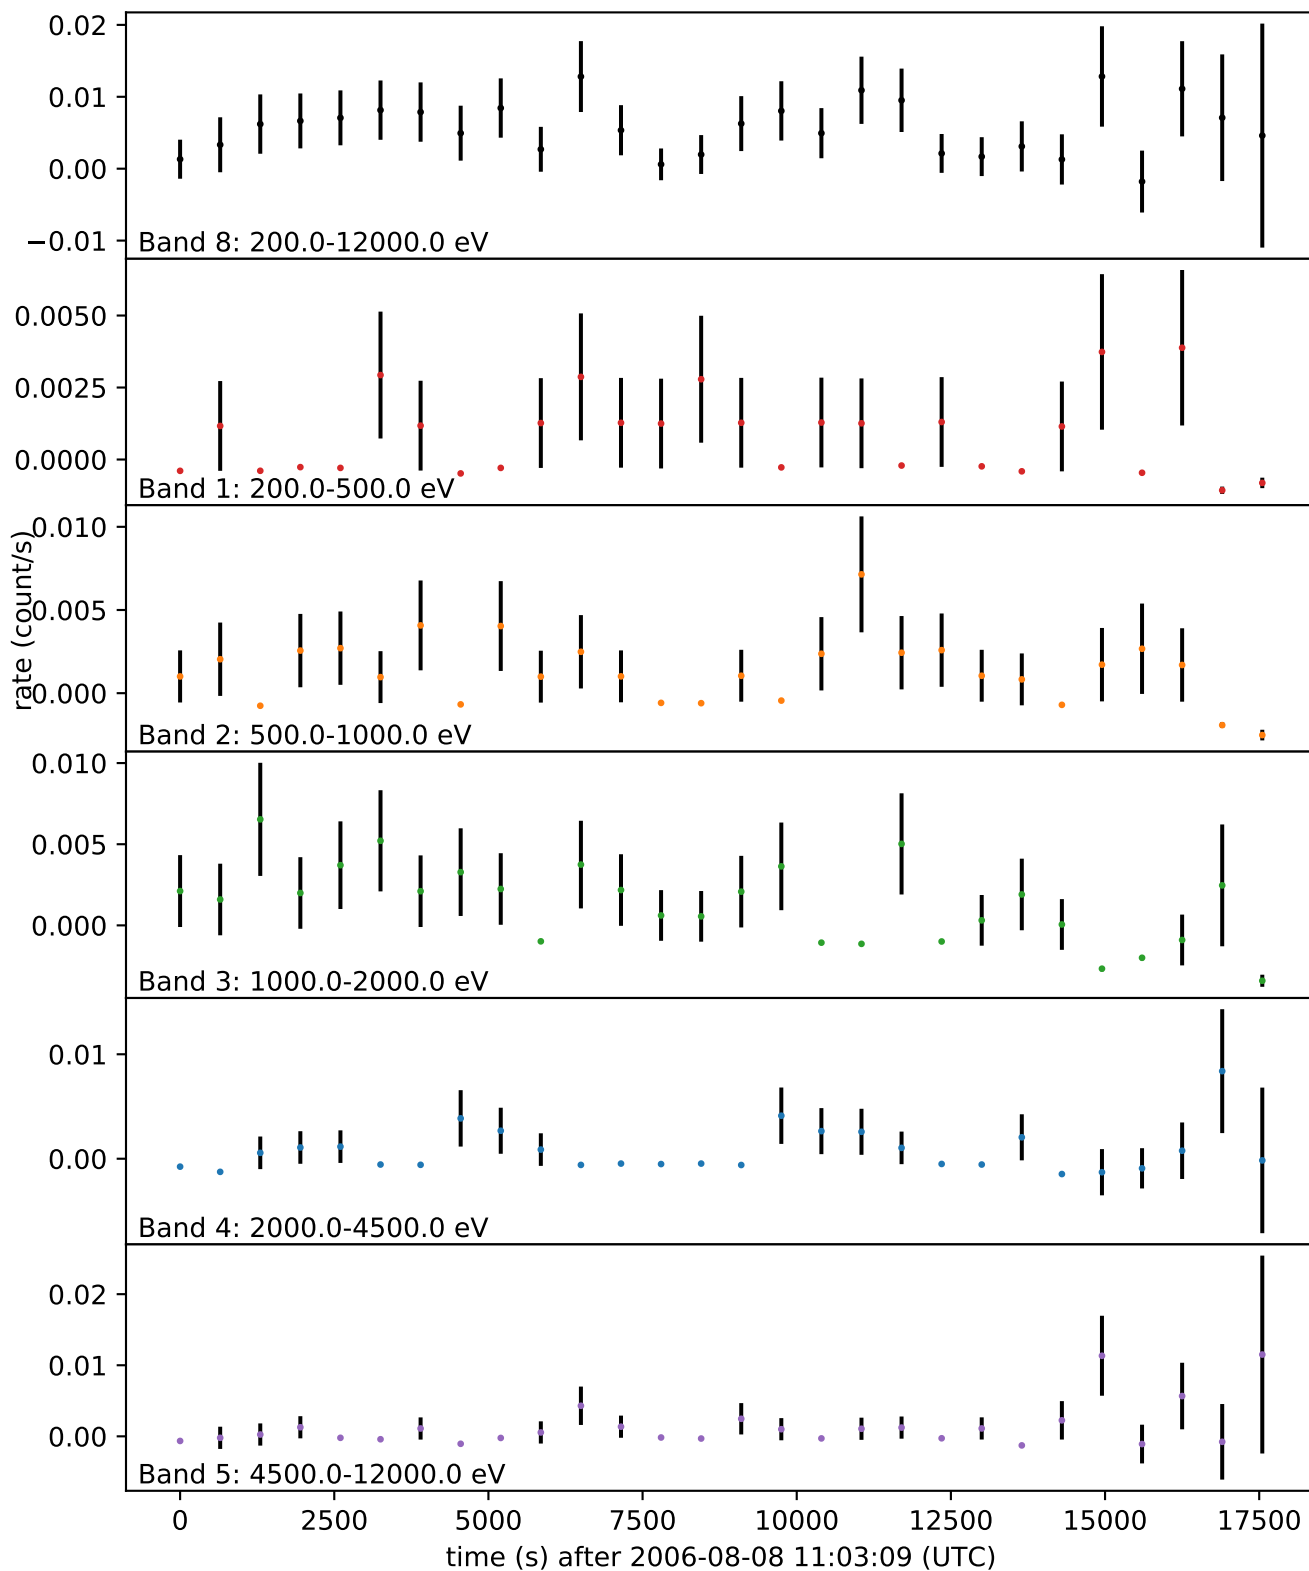 0.02
0.01
0.00
−0.01
Band 8: 200.0-12000.0 eV
0.0050
0.0025
0.0000
Band 1: 200.0-500.0 eV
rate (count/s)
0.010
0.005
0.000
Band 2: 500.0-1000.0 eV
0.010
0.005
0.000
Band 3: 1000.0-2000.0 eV
0.01
0.00
Band 4: 2000.0-4500.0 eV
0.02
0.01
0.00
Band 5: 4500.0-12000.0 eV
0 2500 5000 7500 10000 12500 15000 17500
time (s) after 2006-08-08 11:03:09 (UTC)